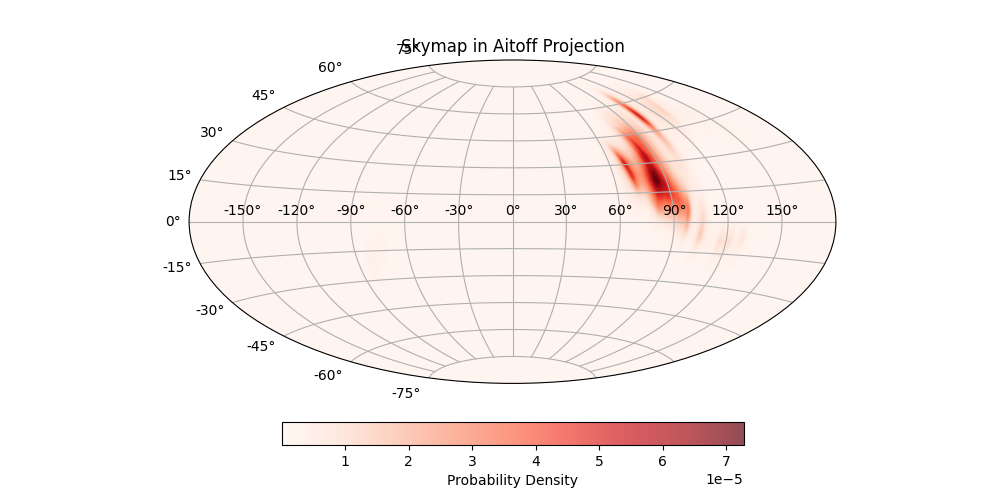 Skymap in Aitoff Projection
75°
60°
45°
30°
15°
0°
-150° -120° -90° -60° -30° 0° 30° 60° 90° 120° 150°
-15°
-30°
-45°
-60°
-75°
1 2 3 4 5 6 7
1e−5
Probability Density